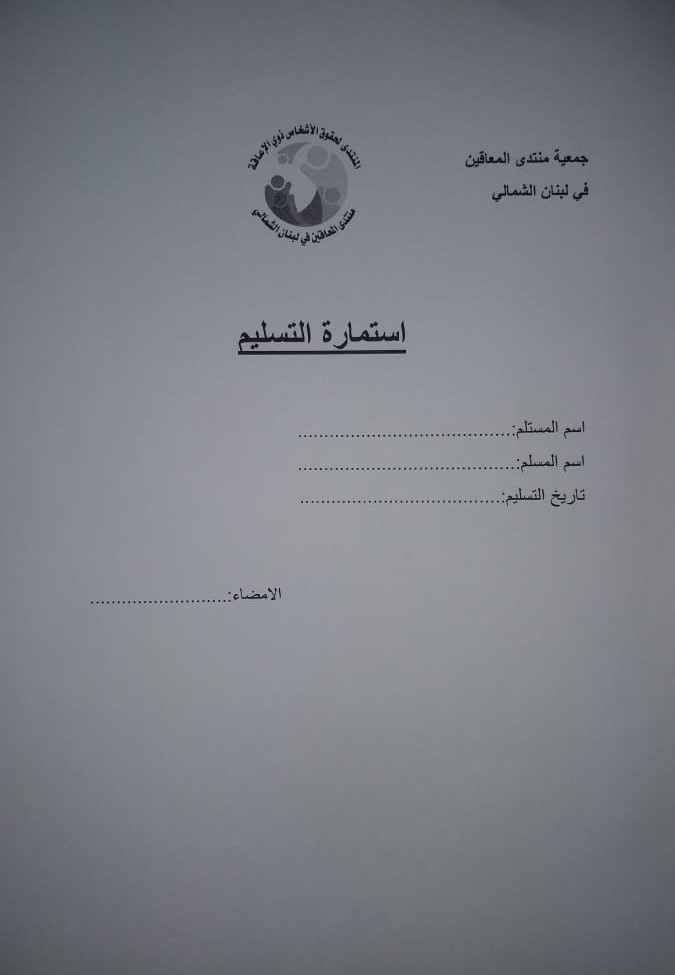 جمعية منتدى المعاقين
في لبنان الشمالي
المنتدى لحقوق الأشخاص ذوي الإعاقة
منتدى المعاقين في لبنان الشمالي
استمارة التسليم
اسم المستلم:.........................................
اسم المسلم:..........................................
تاريخ التسليم:.......................................
الامضاء:...........................